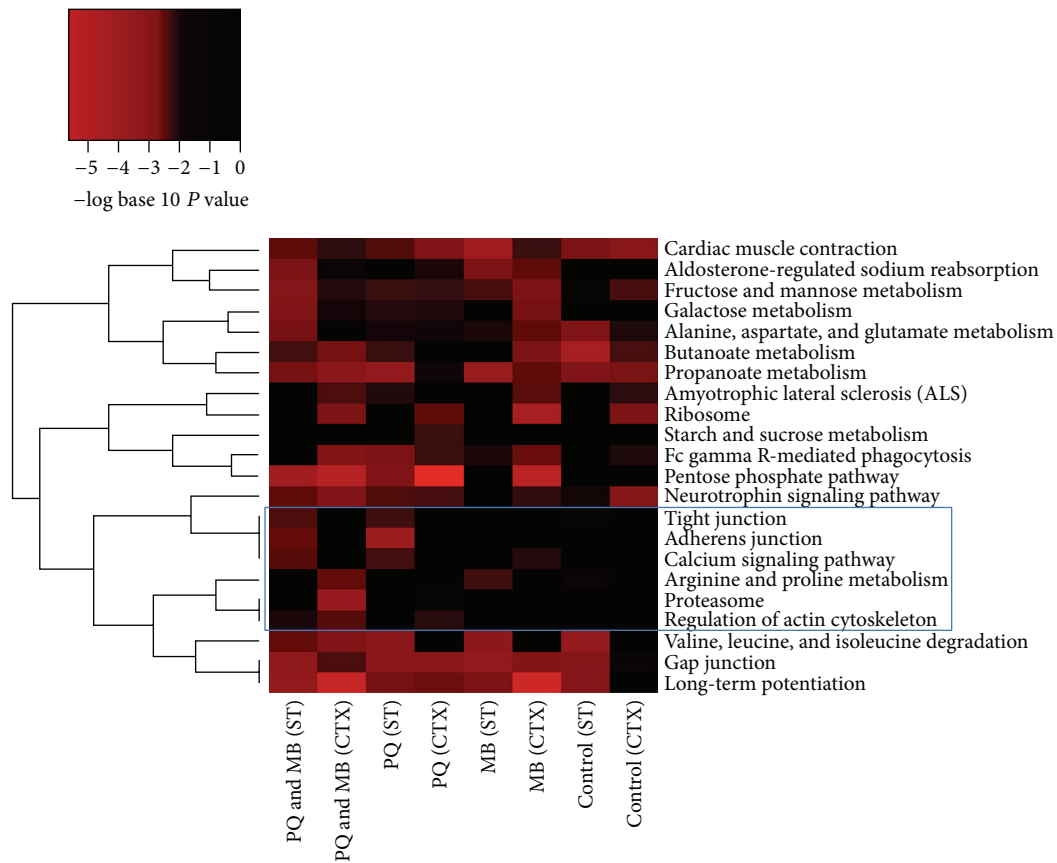 −5 −4 −3 −2 −1 0
−log base 10 P value
Cardiac muscle contraction
Aldosterone-regulated sodium reabsorption
Fructose and mannose metabolism
Galactose metabolism
Alanine, aspartate, and glutamate metabolism
Butanoate metabolism
Propanoate metabolism
Amyotrophic lateral sclerosis (ALS)
Ribosome
Starch and sucrose metabolism
Fc gamma R-mediated phagocytosis
Pentose phosphate pathway
Neurotrophin signaling pathway
Tight junction
Adherens junction
Calcium signaling pathway
Arginine and proline metabolism
Proteasome
Regulation of actin cytoskeleton
Valine, leucine, and isoleucine degradation
Gap junction
Long-term potentiation
PQ and MB (ST)
PQ and MB (CTX)
PQ (ST)
PQ (CTX)
MB (ST)
MB (CTX)
Control (ST)
Control (CTX)